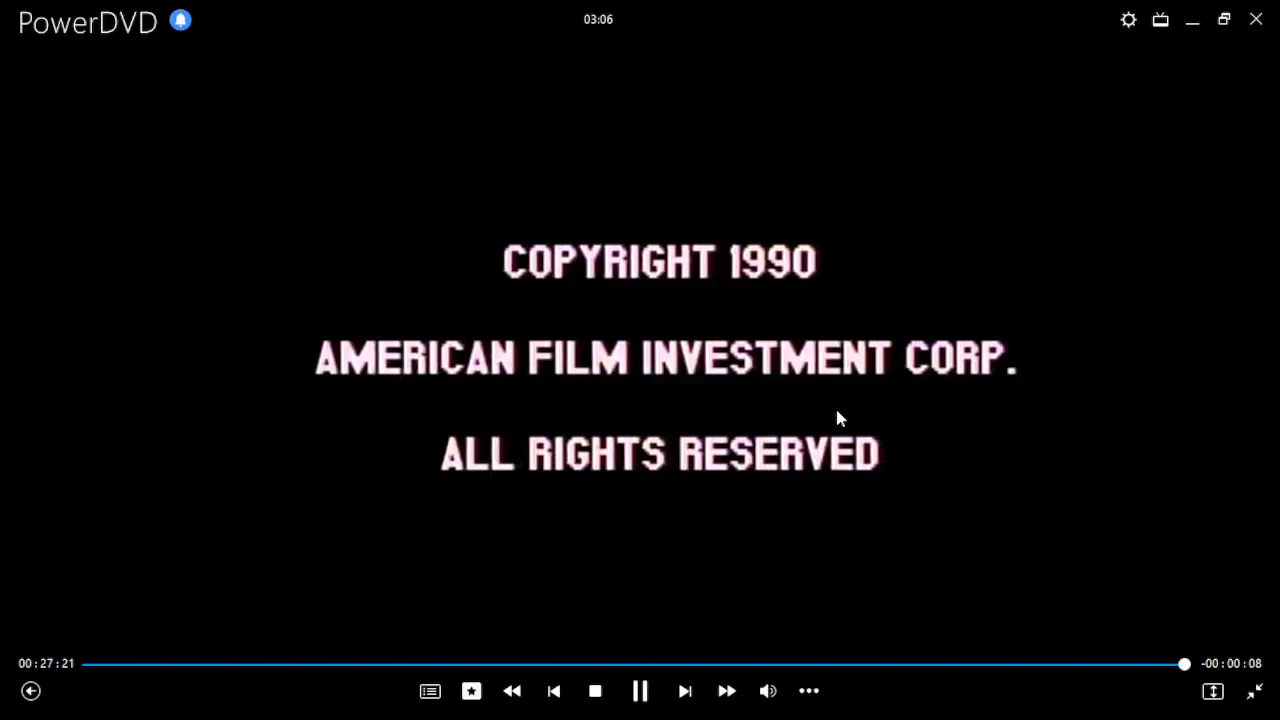 PowerDVD
03:06
COPYRIGHT 1990
AMERICAN FILM INVESTMENT CORP.
ALL RIGHTS RESERVED
00:27:21
-00:00:08